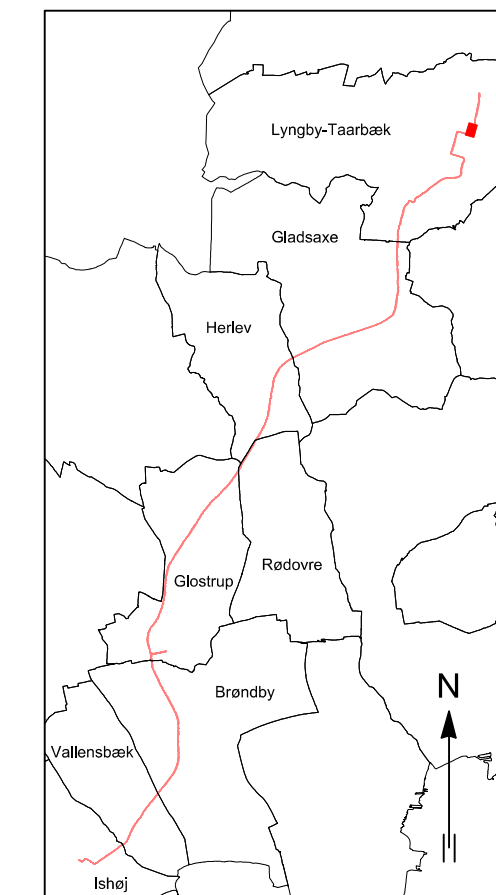 Lyngby-Taarbæk
Gladsaxe
Herlev
Rødovre
Glostrup
Brøndby
N
Vallensbæk
Ishøj